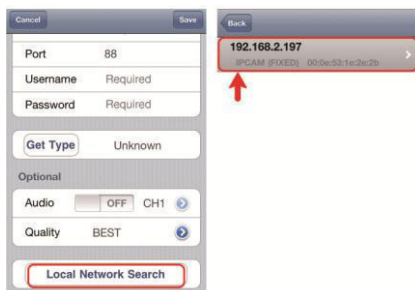 Cancel
Save
Port 88
Username Required
Password Required
Get Type Unknown
Optional
Audio OFF CH1
Quality BEST
Local Network Search
Back
192.168.2.197
IPCAM (FIXED) 00:0e:53:1e:2e:2b